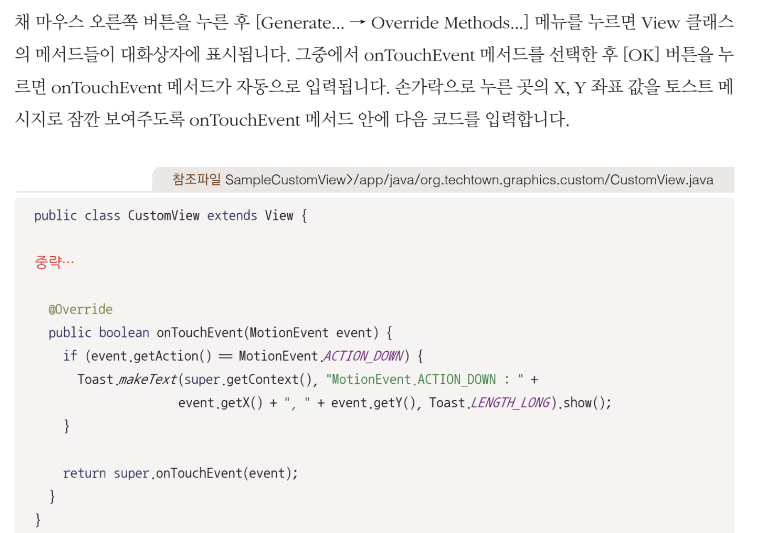 채 마우스 오른쪽 버튼을 누른 후 [Generate... → Override Methods...] 메뉴를 누르면 View 클래스
의 메서드들이 대화상자에 표시됩니다. 그중에서 onTouchEvent 메서드를 선택한 후 [OK] 버튼을 누
르면 onTouchEvent 메서드가 자동으로 입력됩니다. 손가락으로 누른 곳의 X, Y 좌표 값을 토스트 메
시지로 잠깐 보여주도록 onTouchEvent 메서드 안에 다음 코드를 입력합니다.
참조파일 SampleCustomView>/app/java/org.techtown.graphics.custom/CustomView.java
public class CustomView extends View {
중략…
@Override
public boolean onTouchEvent(MotionEvent event) {
if (event.getAction() == MotionEvent.ACTION_DOWN) {
Toast.makeText(super.getContext(), "MotionEvent.ACTION_DOWN : " +
event.getX() + ", " + event.getY(), Toast.LENGTH_LONG).show();
}
return super.onTouchEvent(event);
}
}